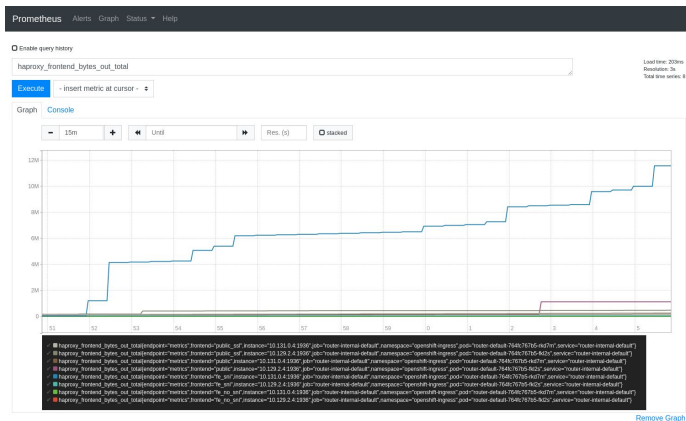 Prometheus Alerts Graph Status Help
Enable query history
haproxy_frontend_bytes_out_total
Load time: 203ms
Resolution: 3s
Total time series: 8
Execute - insert metric at cursor -
Graph Console
15m Until Res. (s) stacked
12M
10M
8M
6M
4M
2M
0
:51 52 53 54 55 56 57 58 59 0 1 2 3 4 5
haproxy_frontend_bytes_out_total{endpoint="metrics",frontend="public_ssl",instance="10.131.0.4:1936",job="router-internal-default",namespace="openshift-ingress",pod="router-default-764fc767b5-rkd7m",service="router-internal-default"}
haproxy_frontend_bytes_out_total{endpoint="metrics",frontend="public_ssl",instance="10.129.2.4:1936",job="router-internal-default",namespace="openshift-ingress",pod="router-default-764fc767b5-fkl2s",service="router-internal-default"}
haproxy_frontend_bytes_out_total{endpoint="metrics",frontend="public",instance="10.131.0.4:1936",job="router-internal-default",namespace="openshift-ingress",pod="router-default-764fc767b5-rkd7m",service="router-internal-default"}
haproxy_frontend_bytes_out_total{endpoint="metrics",frontend="public",instance="10.129.2.4:1936",job="router-internal-default",namespace="openshift-ingress",pod="router-default-764fc767b5-fkl2s",service="router-internal-default"}
haproxy_frontend_bytes_out_total{endpoint="metrics",frontend="fe_sni",instance="10.131.0.4:1936",job="router-internal-default",namespace="openshift-ingress",pod="router-default-764fc767b5-rkd7m",service="router-internal-default"}
haproxy_frontend_bytes_out_total{endpoint="metrics",frontend="fe_sni",instance="10.129.2.4:1936",job="router-internal-default",namespace="openshift-ingress",pod="router-default-764fc767b5-fkl2s",service="router-internal-default"}
haproxy_frontend_bytes_out_total{endpoint="metrics",frontend="fe_no_sni",instance="10.131.0.4:1936",job="router-internal-default",namespace="openshift-ingress",pod="router-default-764fc767b5-rkd7m",service="router-internal-default"}
haproxy_frontend_bytes_out_total{endpoint="metrics",frontend="fe_no_sni",instance="10.129.2.4:1936",job="router-internal-default",namespace="openshift-ingress",pod="router-default-764fc767b5-fkl2s",service="router-internal-default"}
Remove Graph